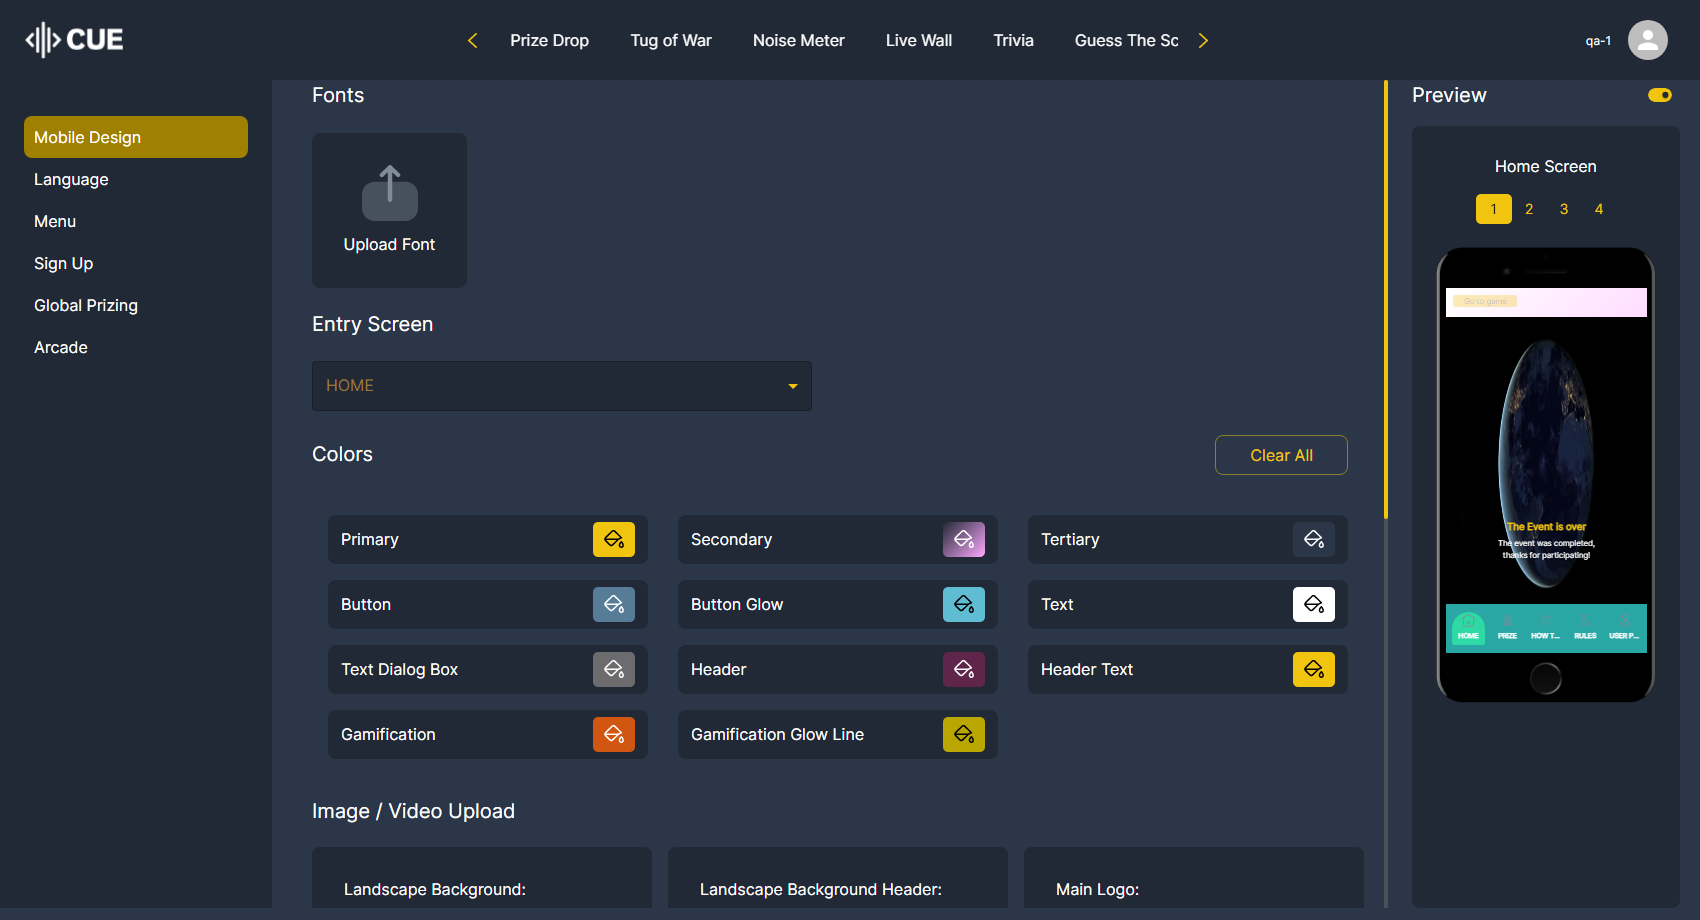 CUE
Prize Drop
Tug of War
Noise Meter
Live Wall
Trivia
Guess The Sc
qa-1
Mobile Design
Language
Menu
Sign Up
Global Prizing
Arcade
Fonts
Upload Font
Entry Screen
HOME
Colors
Clear All
Primary
Secondary
Tertiary
Button
Button Glow
Text
Text Dialog Box
Header
Header Text
Gamification
Gamification Glow Line
Image / Video Upload
Landscape Background:
Landscape Background Header:
Main Logo:
Preview
Home Screen
1 2 3 4
Go to game
The Event is over
The event was completed,
thanks for participating!
HOME PRIZE HOW T... RULES USER P...